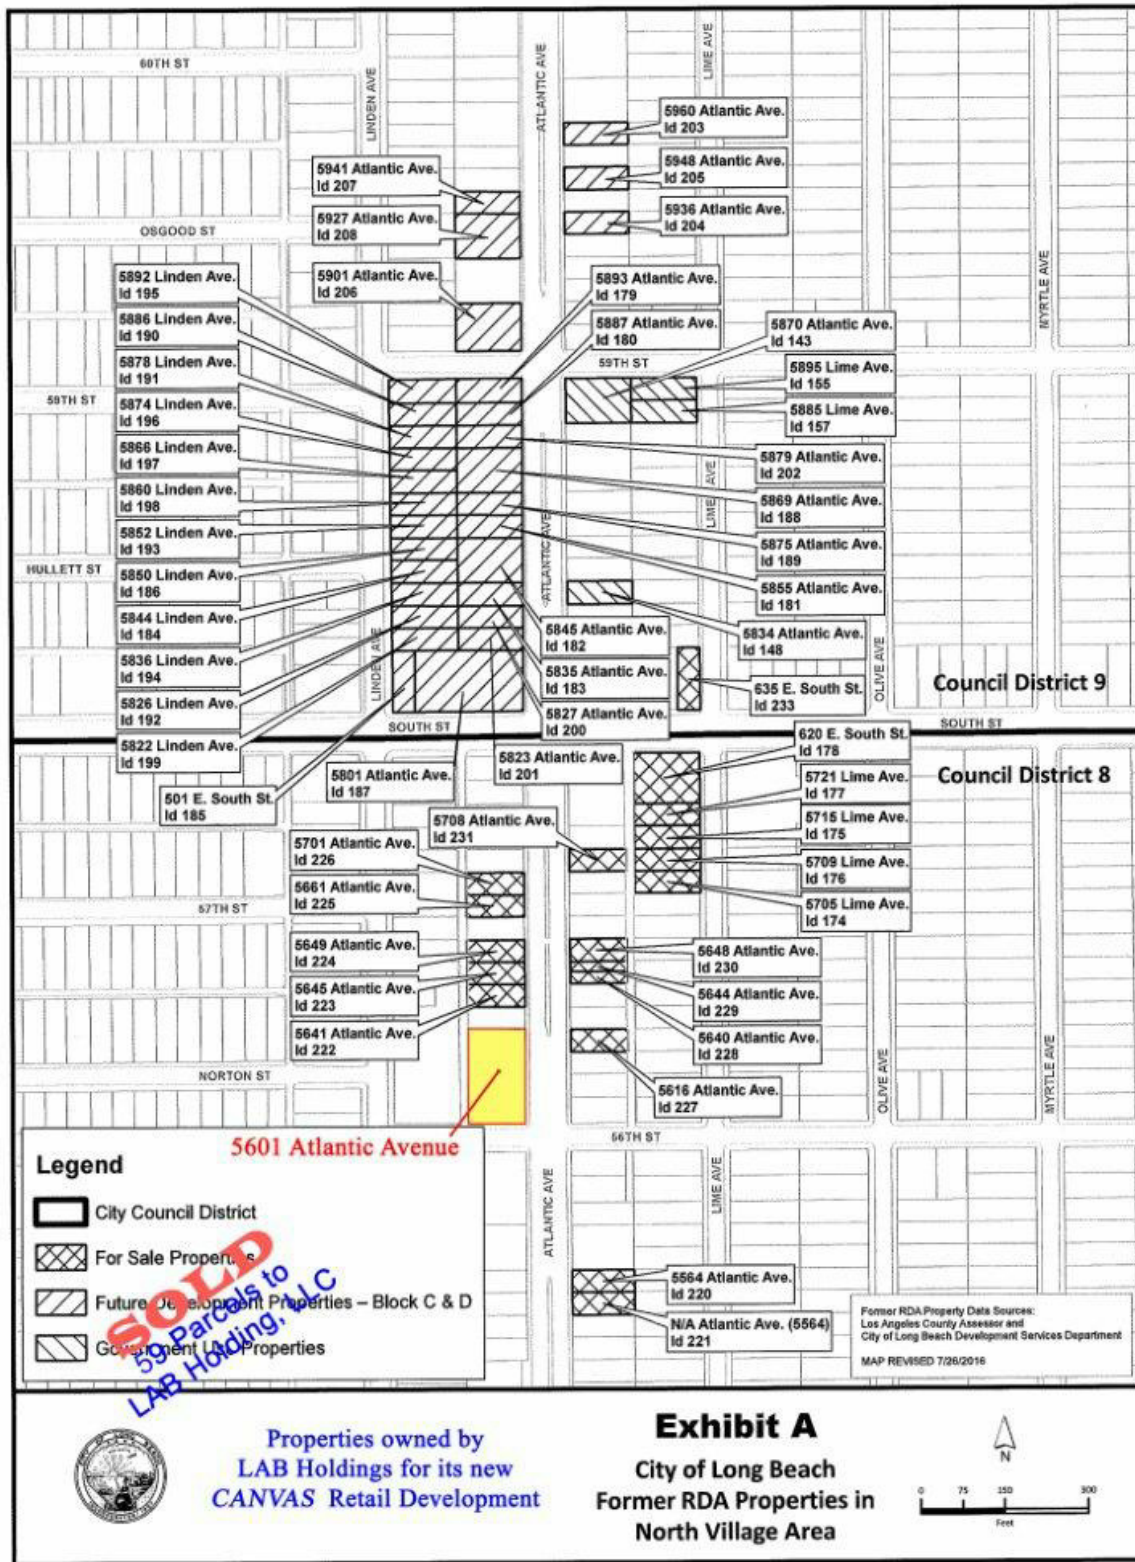 60TH ST
LINDEN AVE
ATLANTIC AVE
LIME AVE
5960 Atlantic Ave.
Id 203
5941 Atlantic Ave.
Id 207
5948 Atlantic Ave.
Id 205
5927 Atlantic Ave.
Id 208
5936 Atlantic Ave.
Id 204
OSGOOD ST
MYRTLE AVE
5892 Linden Ave.
Id 195
5901 Atlantic Ave.
Id 206
5893 Atlantic Ave.
Id 179
5886 Linden Ave.
Id 190
5887 Atlantic Ave.
Id 180
5870 Atlantic Ave.
Id 143
59TH ST
5878 Linden Ave.
Id 191
5895 Lime Ave.
Id 155
59TH ST
5874 Linden Ave.
Id 196
5885 Lime Ave.
Id 157
5866 Linden Ave.
Id 197
5879 Atlantic Ave.
Id 202
5860 Linden Ave.
Id 198
LIME AVE
5869 Atlantic Ave.
Id 188
5852 Linden Ave.
Id 193
ATLANTIC AVE
5875 Atlantic Ave.
Id 189
HULLETT ST
5850 Linden Ave.
Id 186
5855 Atlantic Ave.
Id 181
5844 Linden Ave.
Id 184
5845 Atlantic Ave.
Id 182
5834 Atlantic Ave.
Id 148
5836 Linden Ave.
Id 194
LINDEN AVE
5835 Atlantic Ave.
Id 183
635 E. South St.
Id 233
OLIVE AVE
Council District 9
5826 Linden Ave.
Id 192
5827 Atlantic Ave.
Id 200
SOUTH ST
SOUTH ST
5822 Linden Ave.
Id 199
5823 Atlantic Ave.
Id 201
620 E. South St.
Id 178
5801 Atlantic Ave.
Id 187
5721 Lime Ave.
Id 177
Council District 8
501 E. South St.
Id 185
5708 Atlantic Ave.
Id 231
5715 Lime Ave.
Id 175
5701 Atlantic Ave.
Id 226
5709 Lime Ave.
Id 176
5661 Atlantic Ave.
Id 225
5705 Lime Ave.
Id 174
57TH ST
5649 Atlantic Ave.
Id 224
5648 Atlantic Ave.
Id 230
5645 Atlantic Ave.
Id 223
5644 Atlantic Ave.
Id 229
5641 Atlantic Ave.
Id 222
5640 Atlantic Ave.
Id 228
NORTON ST
5616 Atlantic Ave.
Id 227
OLIVE AVE
MYRTLE AVE
5601 Atlantic Avenue
56TH ST
ATLANTIC AVE
LIME AVE
Legend
City Council District
For Sale Properties
Future Development Properties – Block C & D
Government Use Properties
SOLD
59 Parcels to
LAB Holding, LLC
5564 Atlantic Ave.
Id 220
N/A Atlantic Ave. (5564)
Id 221
Former RDA Property Data Sources:
Los Angeles County Assessor and
City of Long Beach Development Services Department
MAP REVISED 7/26/2016
Properties owned by
LAB Holdings for its new
CANVAS Retail Development
Exhibit A
City of Long Beach
Former RDA Properties in
North Village Area
N
0 75 150 300
Feet